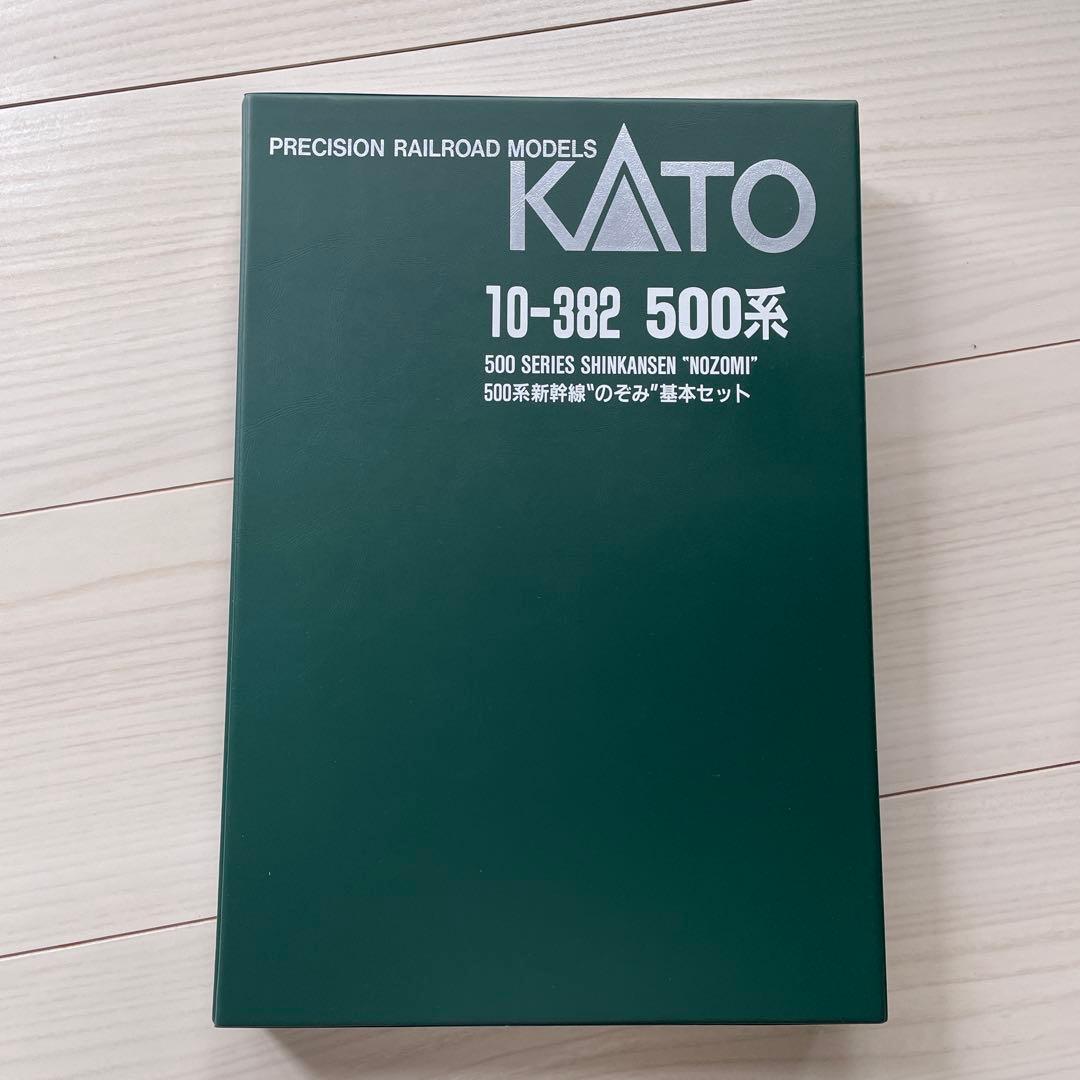 PRECISION RAILROAD MODELS
KATO
10-382 500系
500 SERIES SHINKANSEN "NOZOMI"
500系新幹線"のぞみ"基本セット